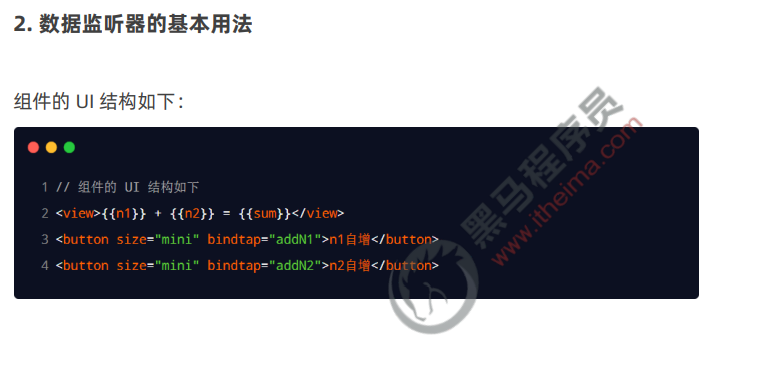 2. 数据监听器的基本用法
组件的 UI 结构如下：
1 // 组件的 UI 结构如下
2 <view>{{n1}} + {{n2}} = {{sum}}</view>
3 <button size="mini" bindtap="addN1">n1自增</button>
4 <button size="mini" bindtap="addN2">n2自增</button>
黑马程序员
www.itheima.com